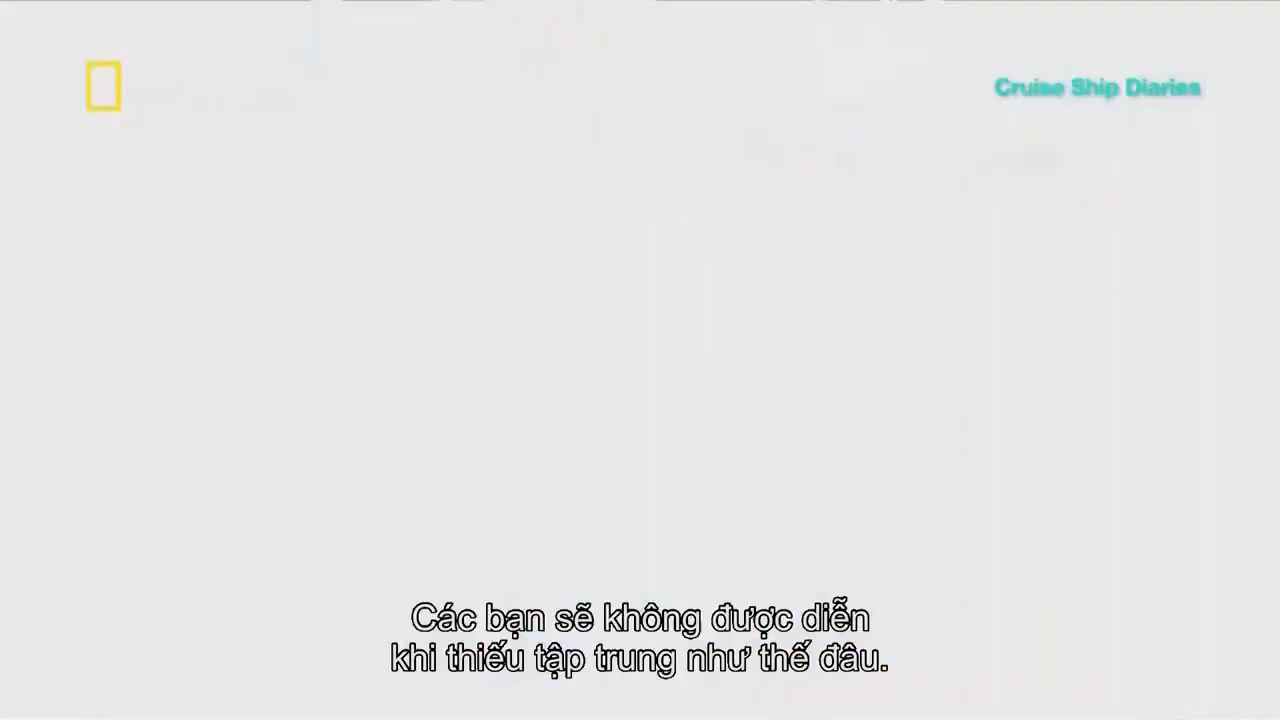 Cruise Ship Diaries
Các bạn sẽ không được diễn
khi thiếu tập trung như thế đâu.